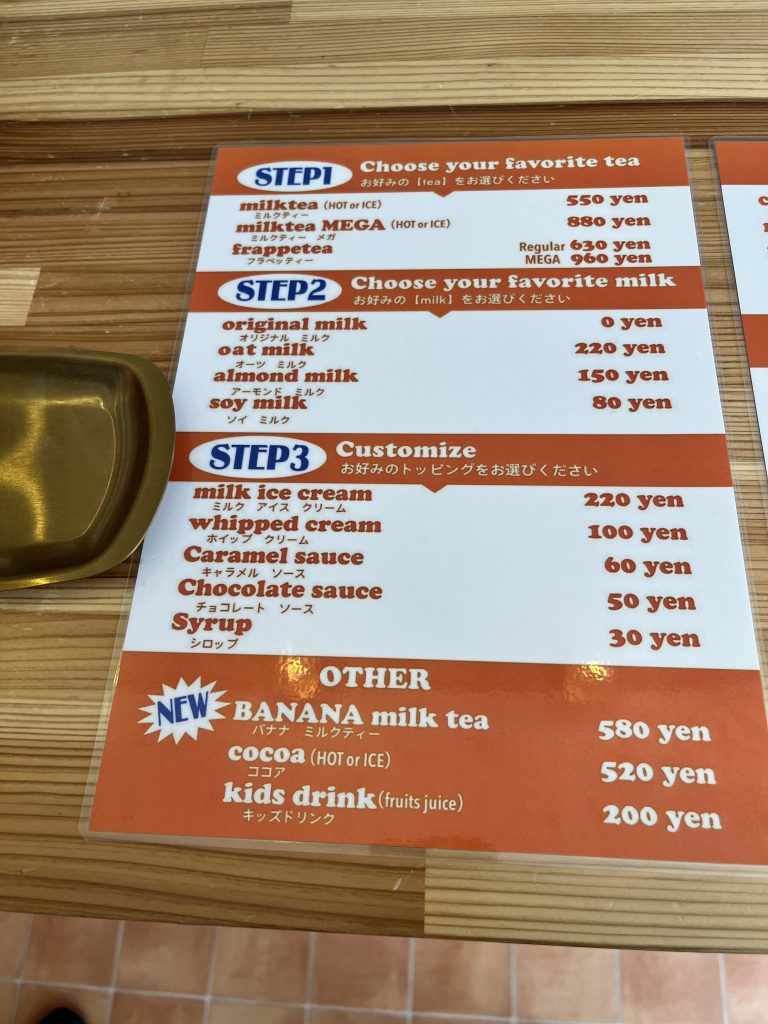 STEP1 Choose your favorite tea
お好みの【tea】をお選びください
milktea (HOT or ICE) 550 yen
ミルクティー
milktea MEGA (HOT or ICE) 880 yen
ミルクティー メガ
frappetea Regular 630 yen
フラペッティー MEGA 960 yen
STEP2 Choose your favorite milk
お好みの【milk】をお選びください
original milk 0 yen
オリジナル ミルク
oat milk 220 yen
オーツ ミルク
almond milk 150 yen
アーモンド ミルク
soy milk 80 yen
ソイ ミルク
STEP3 Customize
お好みのトッピングをお選びください
milk ice cream 220 yen
ミルク アイス クリーム
whipped cream 100 yen
ホイップ クリーム
Caramel sauce 60 yen
キャラメル ソース
Chocolate sauce 50 yen
チョコレート ソース
Syrup 30 yen
シロップ
OTHER
NEW BANANA milk tea 580 yen
バナナ ミルクティー
cocoa (HOT or ICE) 520 yen
ココア
kids drink (fruits juice) 200 yen
キッズドリンク